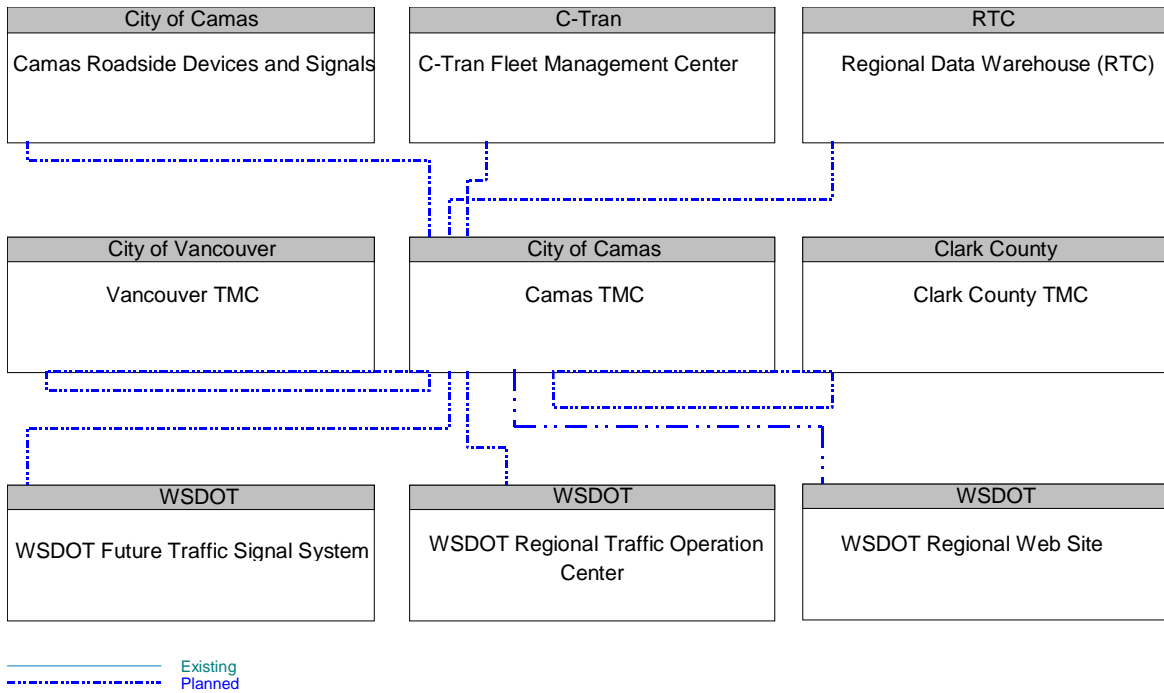 City of Camas
Camas Roadside Devices and Signals
C-Tran
C-Tran Fleet Management Center
RTC
Regional Data Warehouse (RTC)
City of Vancouver
Vancouver TMC
City of Camas
Camas TMC
Clark County
Clark County TMC
WSDOT
WSDOT Future Traffic Signal System
WSDOT
WSDOT Regional Traffic Operation
Center
WSDOT
WSDOT Regional Web Site
Existing
Planned